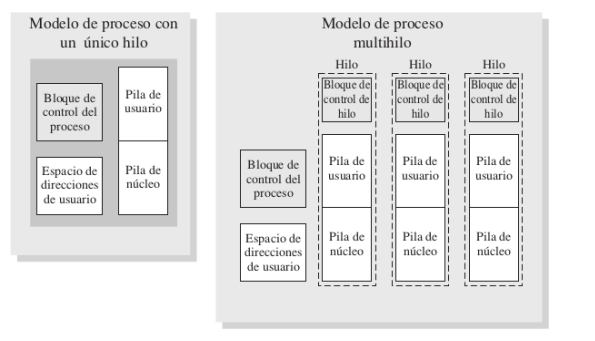 Modelo de proceso con
un único hilo
Bloque de
control del
proceso
Pila de
usuario
Espacio de
direcciones
de usuario
Pila de
núcleo
Modelo de proceso
multihilo
Hilo
Hilo
Hilo
Bloque de
control de
hilo
Bloque de
control de
hilo
Bloque de
control de
hilo
Bloque de
control del
proceso
Pila de
usuario
Pila de
usuario
Pila de
usuario
Espacio de
direcciones
de usuario
Pila de
núcleo
Pila de
núcleo
Pila de
núcleo